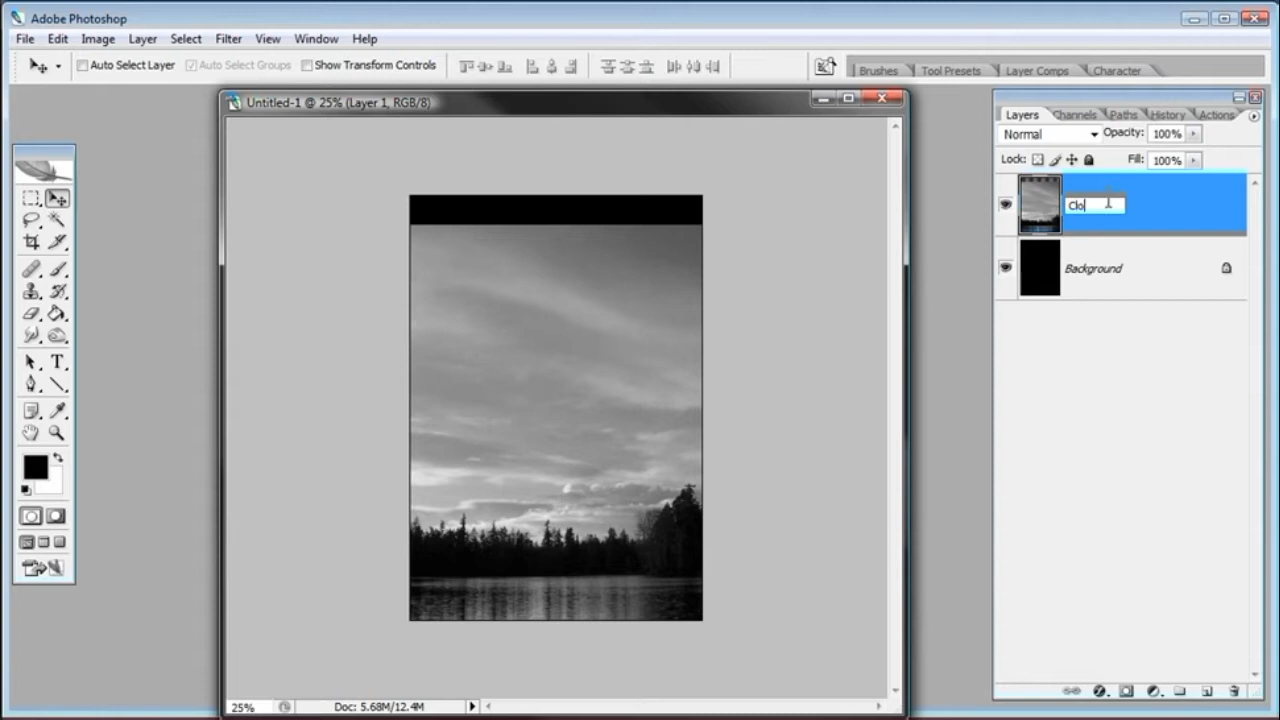 Adobe Photoshop
File Edit Image Layer Select Filter View Window Help
Auto Select Layer Auto Select Groups Show Transform Controls
Brushes Tool Presets Layer Comps Character
Untitled-1 @ 25% (Layer 1, RGB/8)
Layers Channels Paths History Actions
Normal Opacity: 100%
Lock: Fill: 100%
Clo
Background
T
25% Doc: 5.68M/12.4M